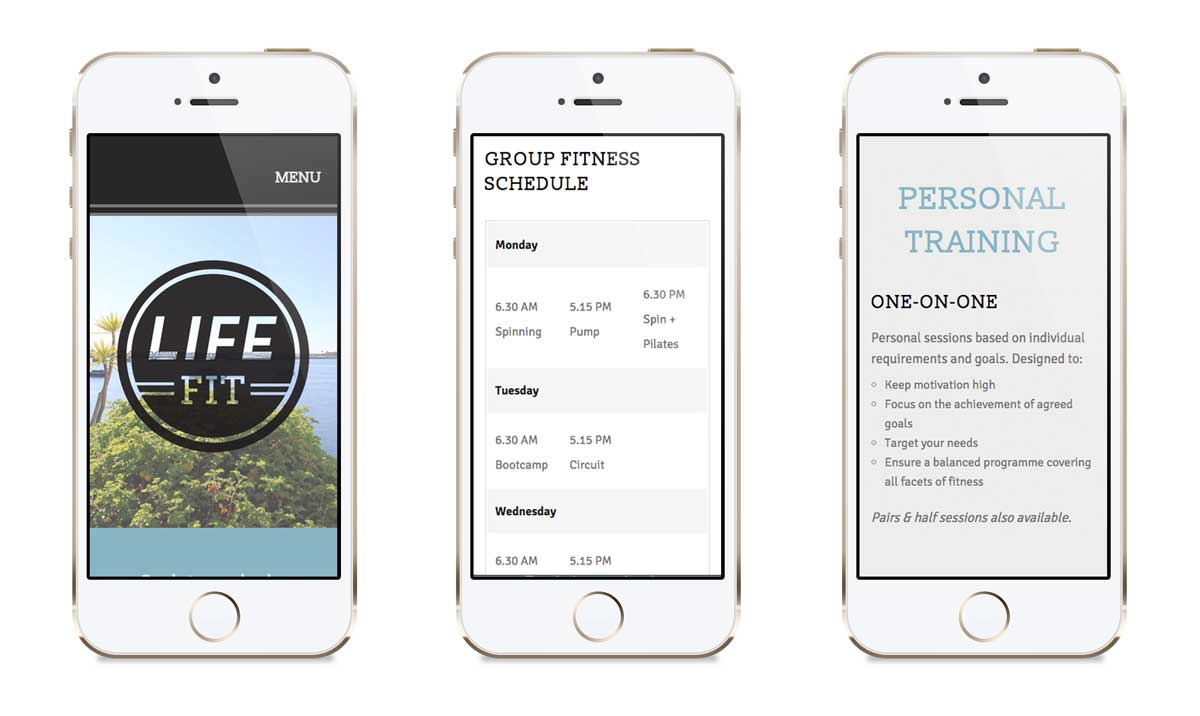 MENU
LIFE
FIT
GROUP FITNESS
SCHEDULE
Monday
6.30 AM
Spinning
5.15 PM
Pump
6.30 PM
Spin +
Pilates
Tuesday
6.30 AM
Bootcamp
5.15 PM
Circuit
Wednesday
6.30 AM
5.15 PM
PERSONAL
TRAINING
ONE-ON-ONE
Personal sessions based on individual
requirements and goals. Designed to:
Keep motivation high
Focus on the achievement of agreed
goals
Target your needs
Ensure a balanced programme covering
all facets of fitness
Pairs & half sessions also available.